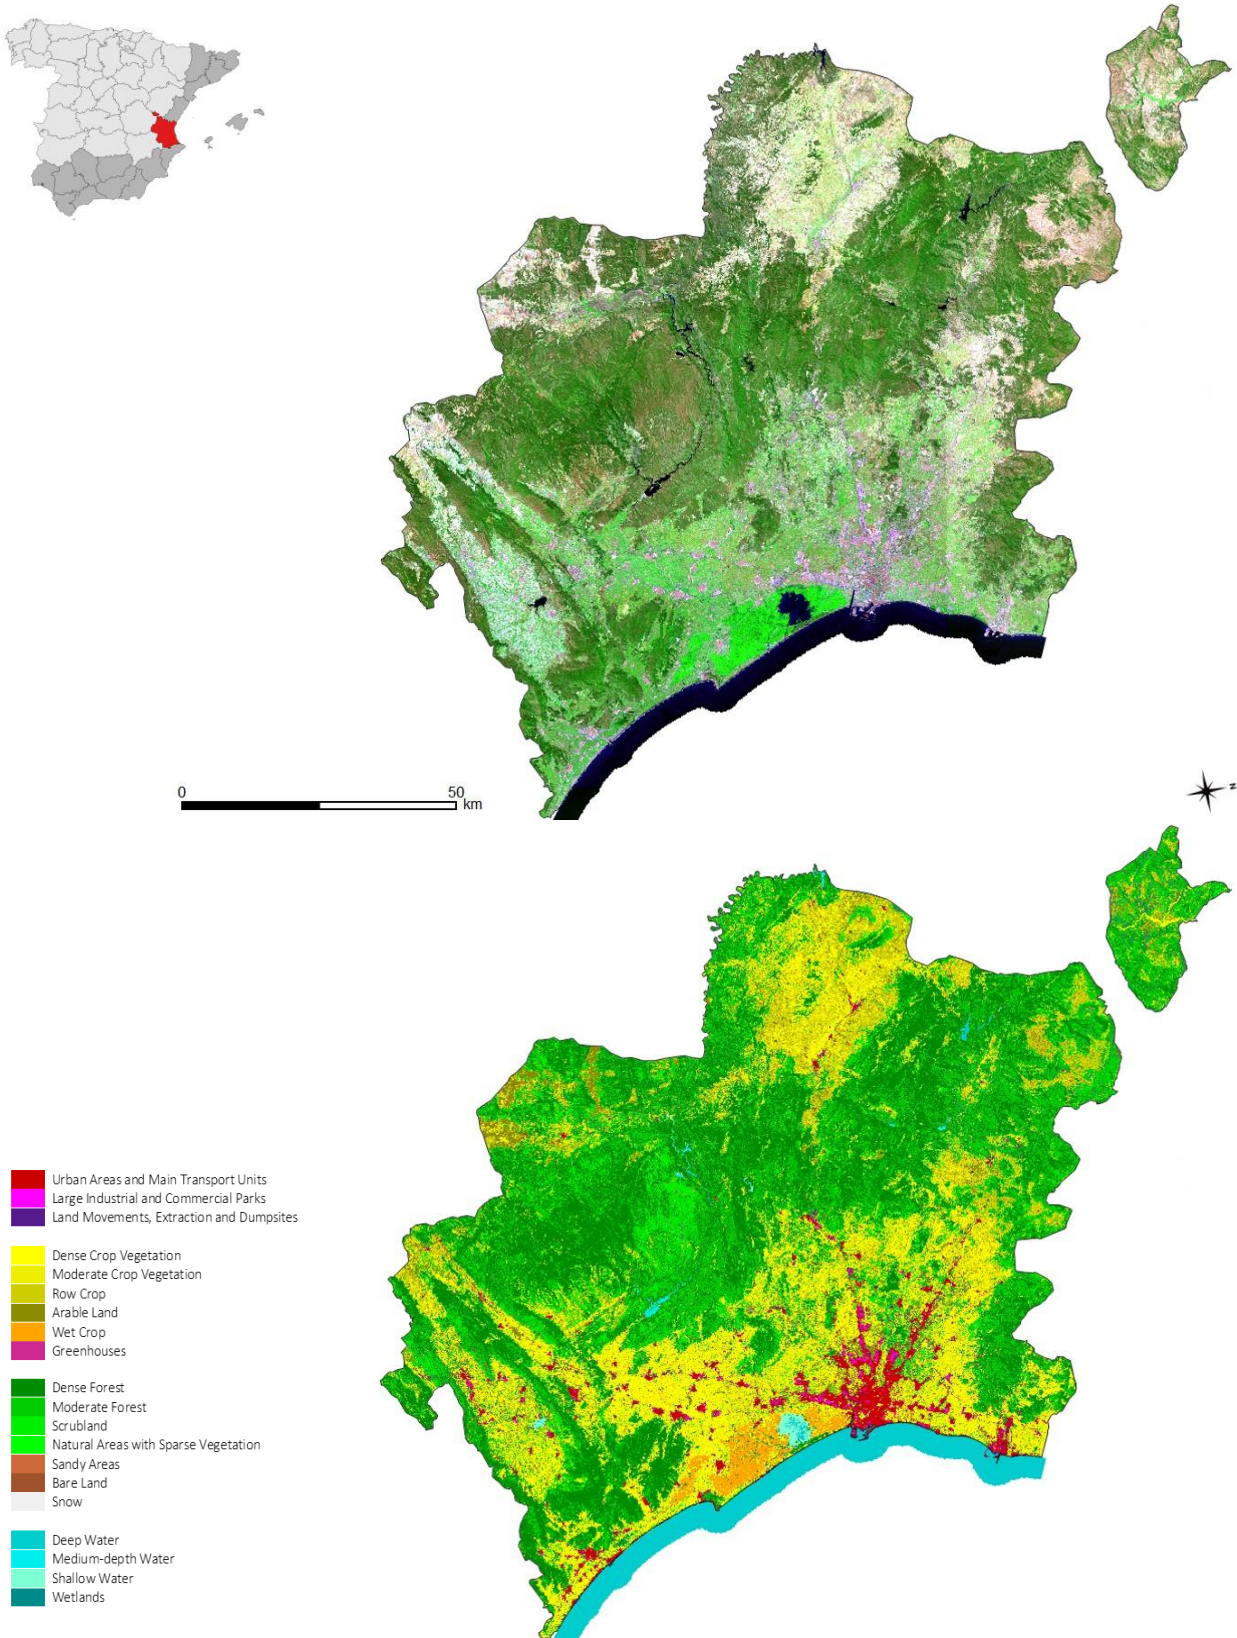 0
50
km
N
Urban Areas and Main Transport Units
Large Industrial and Commercial Parks
Land Movements, Extraction and Dumpsites
Dense Crop Vegetation
Moderate Crop Vegetation
Row Crop
Arable Land
Wet Crop
Greenhouses
Dense Forest
Moderate Forest
Scrubland
Natural Areas with Sparse Vegetation
Sandy Areas
Bare Land
Snow
Deep Water
Medium-depth Water
Shallow Water
Wetlands